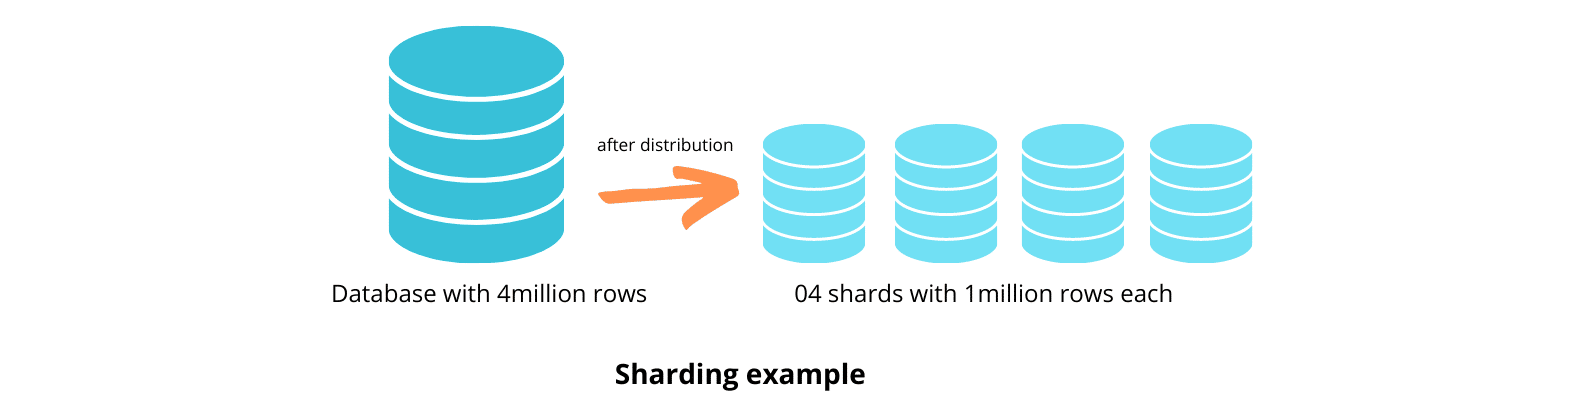 after distribution
Database with 4million rows
04 shards with 1million rows each
Sharding example